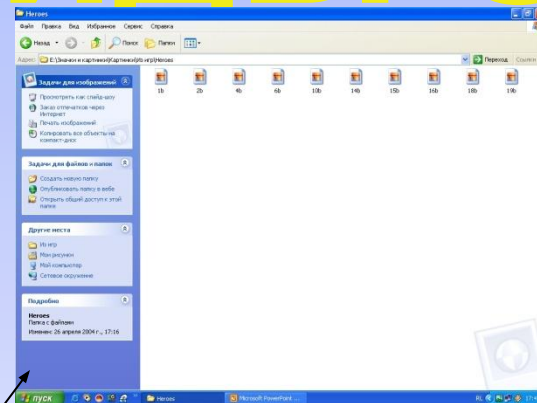 Heroes
Файл Правка Вид Избранное Сервис Справка
Назад Поиск Папки
Адрес: E:\Значки и картинки\Картинки\Из игр\Heroes Переход Ссылки
Задачи для изображений
Просмотреть как слайд-шоу
Заказ отпечатков через
Интернет
Печать изображений
Копировать все объекты на
компакт-диск
Задачи для файлов и папок
Создать новую папку
Опубликовать папку в вебе
Открыть общий доступ к этой
папке
Другие места
Из игр
Мои рисунки
Мой компьютер
Сетевое окружение
Подробно
Heroes
Папка с файлами
Изменен: 26 апреля 2004 г., 17:16
1b 2b 4b 6b 10b 14b 15b 16b 18b 19b
пуск Heroes Microsoft PowerPoint ... RL